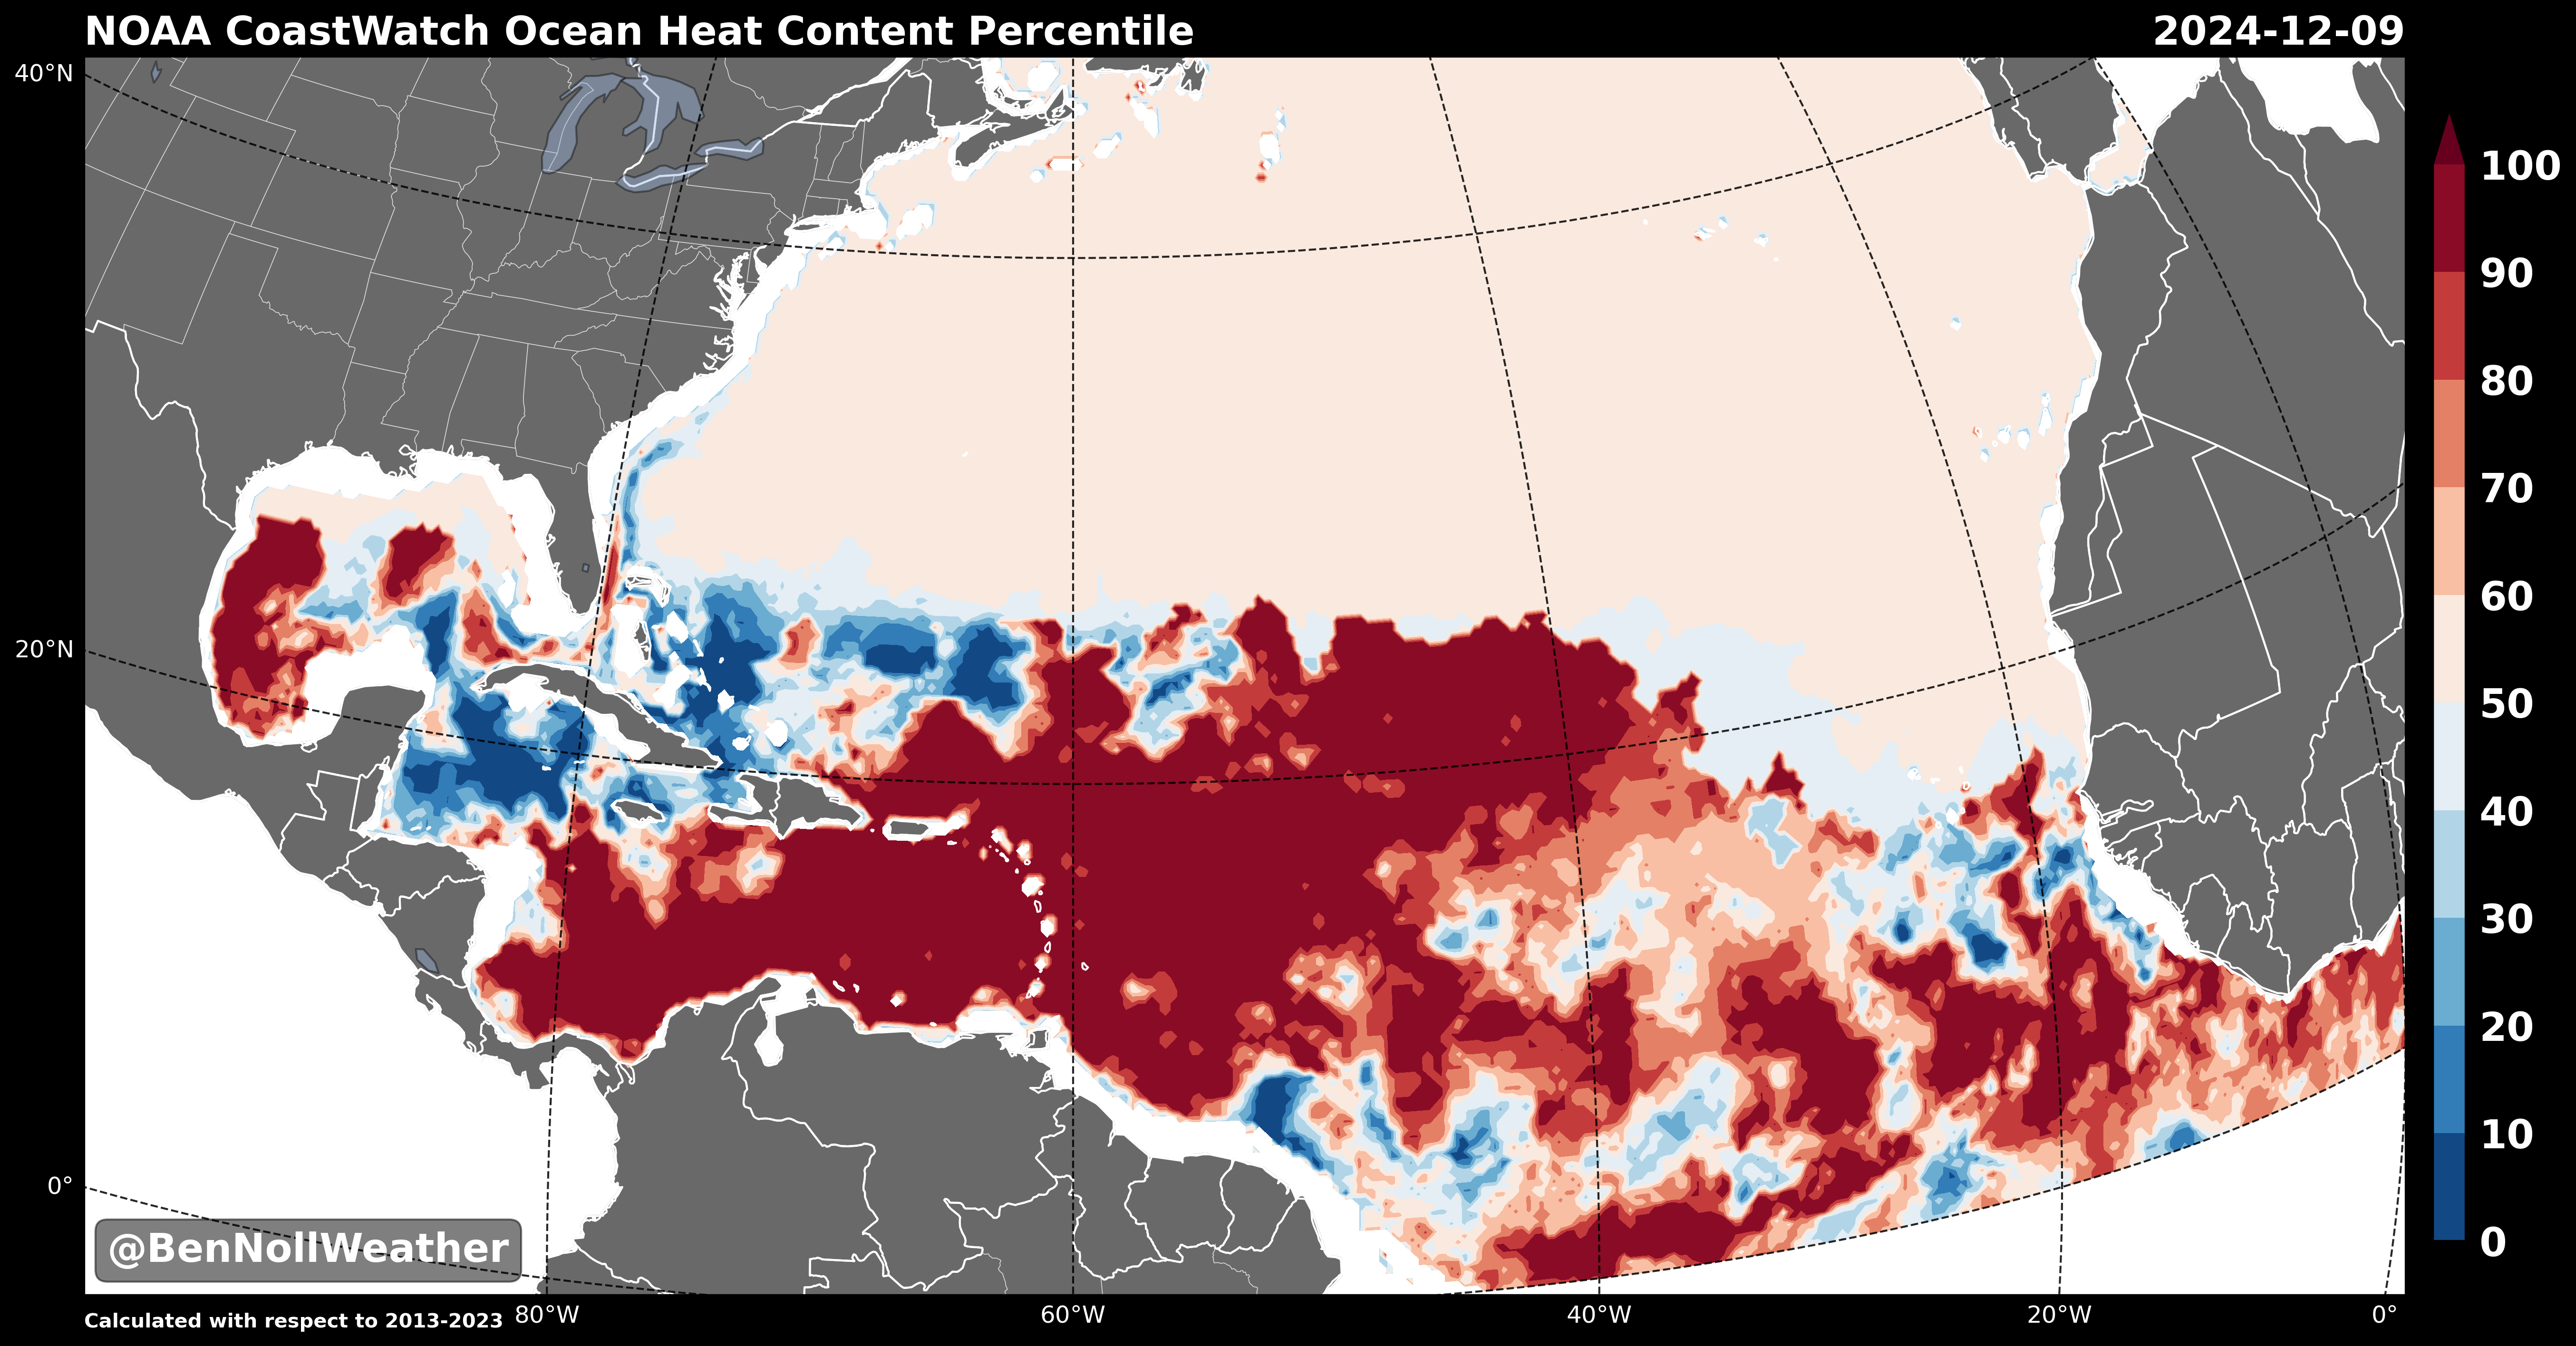 NOAA CoastWatch Ocean Heat Content Percentile
2024-12-09
40°N
20°N
0°
100
90
80
70
60
50
40
30
20
10
0
@BenNollWeather
Calculated with respect to 2013-2023
80°W
60°W
40°W
20°W
0°